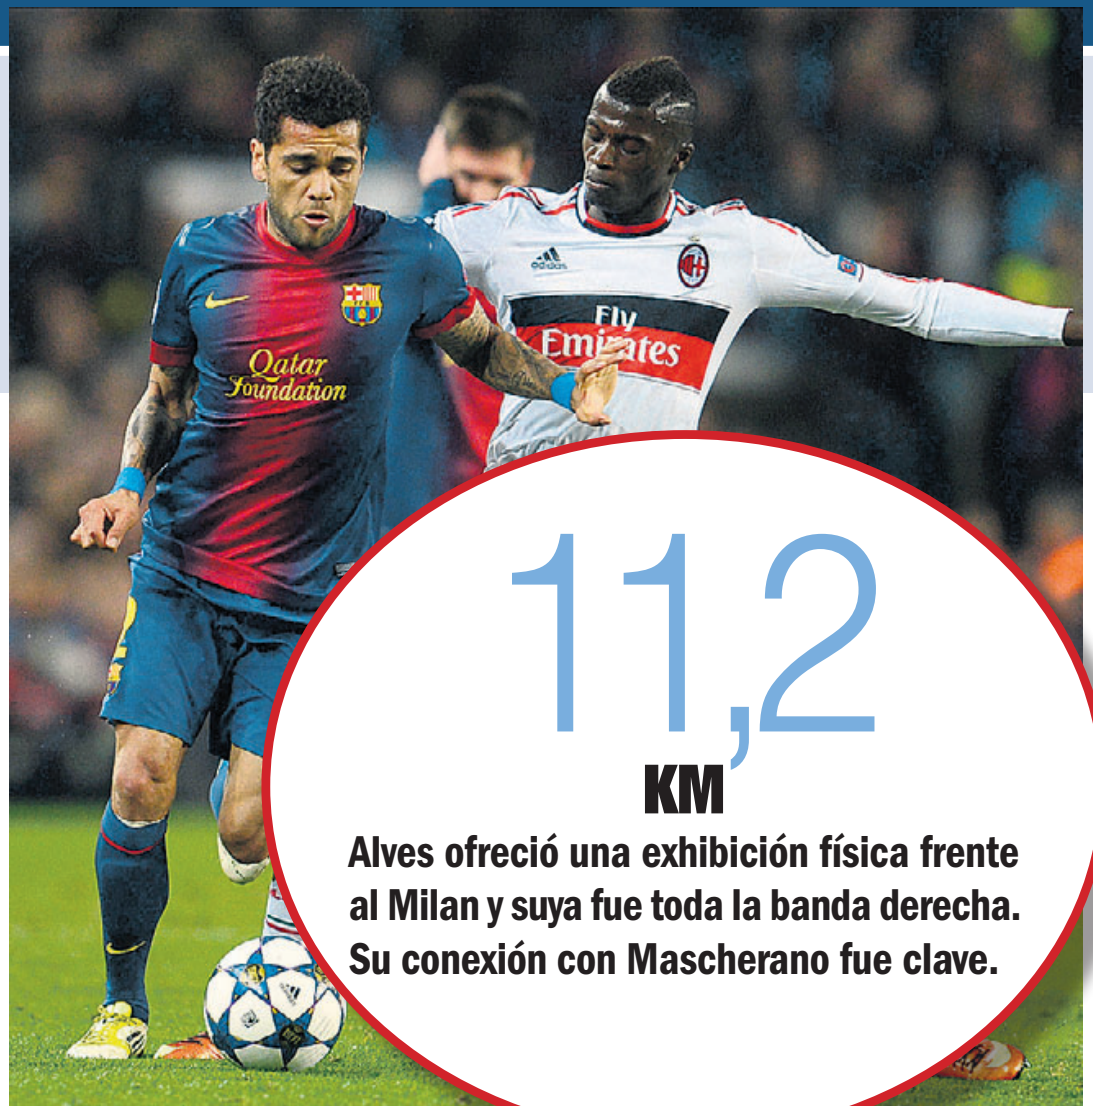 adidas
Fly
Emirates
Qatar
Foundation
2
11,2
KM
Alves ofreció una exhibición física frente
al Milan y suya fue toda la banda derecha.
Su conexión con Mascherano fue clave.